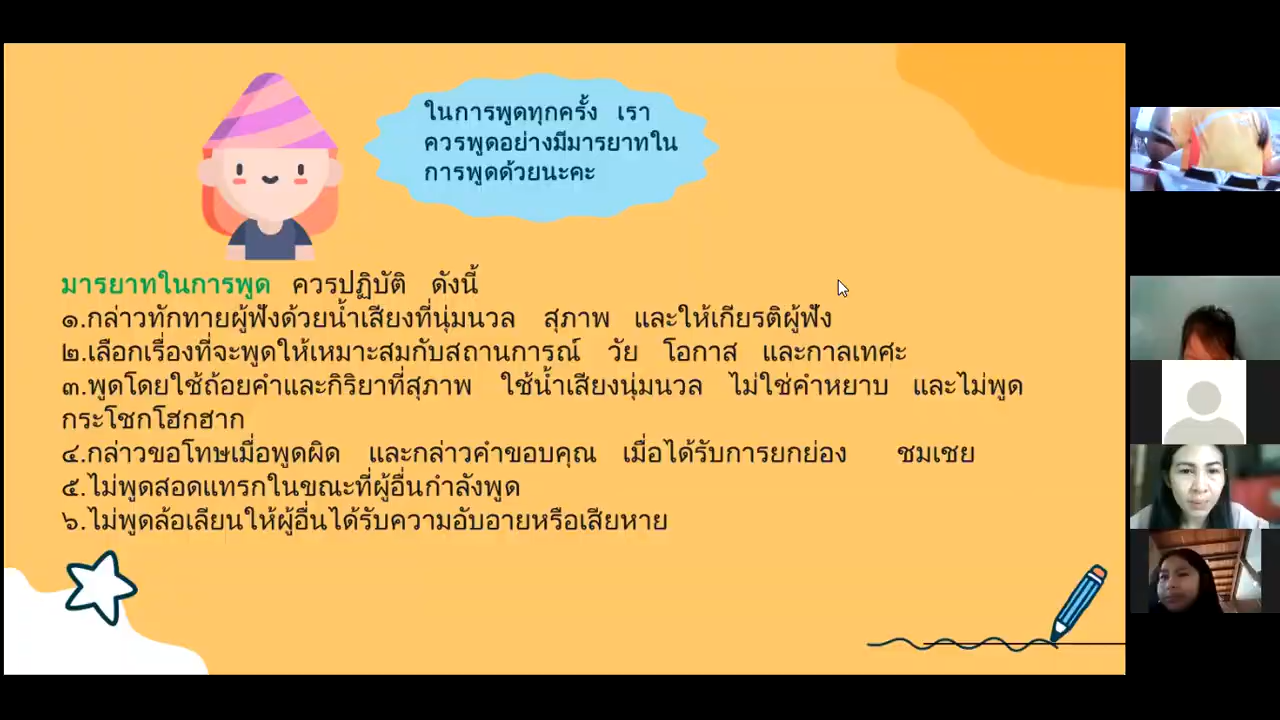 ในการพูดทุกครั้ง เรา
ควรพูดอย่างมีมารยาทใน
การพูดด้วยนะคะ
มารยาทในการพูด ควรปฏิบัติ ดังนี้
๑.กล่าวทักทายผู้ฟังด้วยน้ำเสียงที่นุ่มนวล สุภาพ และให้เกียรติผู้ฟัง
๒.เลือกเรื่องที่จะพูดให้เหมาะสมกับสถานการณ์ วัย โอกาส และกาลเทศะ
๓.พูดโดยใช้ถ้อยคำและกิริยาที่สุภาพ ใช้น้ำเสียงนุ่มนวล ไม่ใช่คำหยาบ และไม่พูด
กระโชกโฮกฮาก
๔.กล่าวขอโทษเมื่อพูดผิด และกล่าวคำขอบคุณ เมื่อได้รับการยกย่อง ชมเชย
๕.ไม่พูดสอดแทรกในขณะที่ผู้อื่นกำลังพูด
๖.ไม่พูดล้อเลียนให้ผู้อื่นได้รับความอับอายหรือเสียหาย